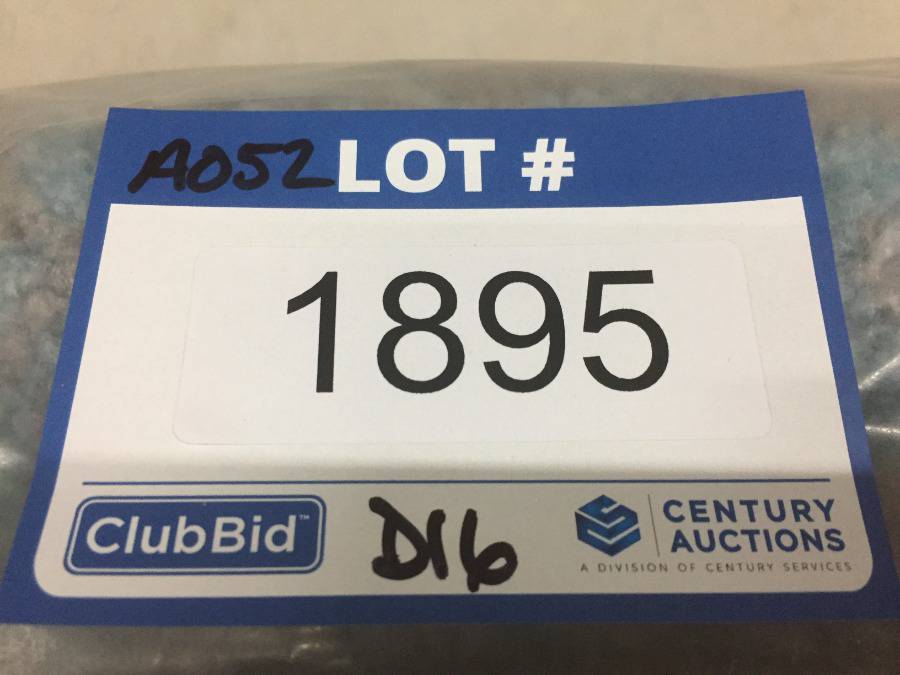 A052 LOT #
1895
ClubBid™ D16 CENTURY
AUCTIONS
A DIVISION OF CENTURY SERVICES